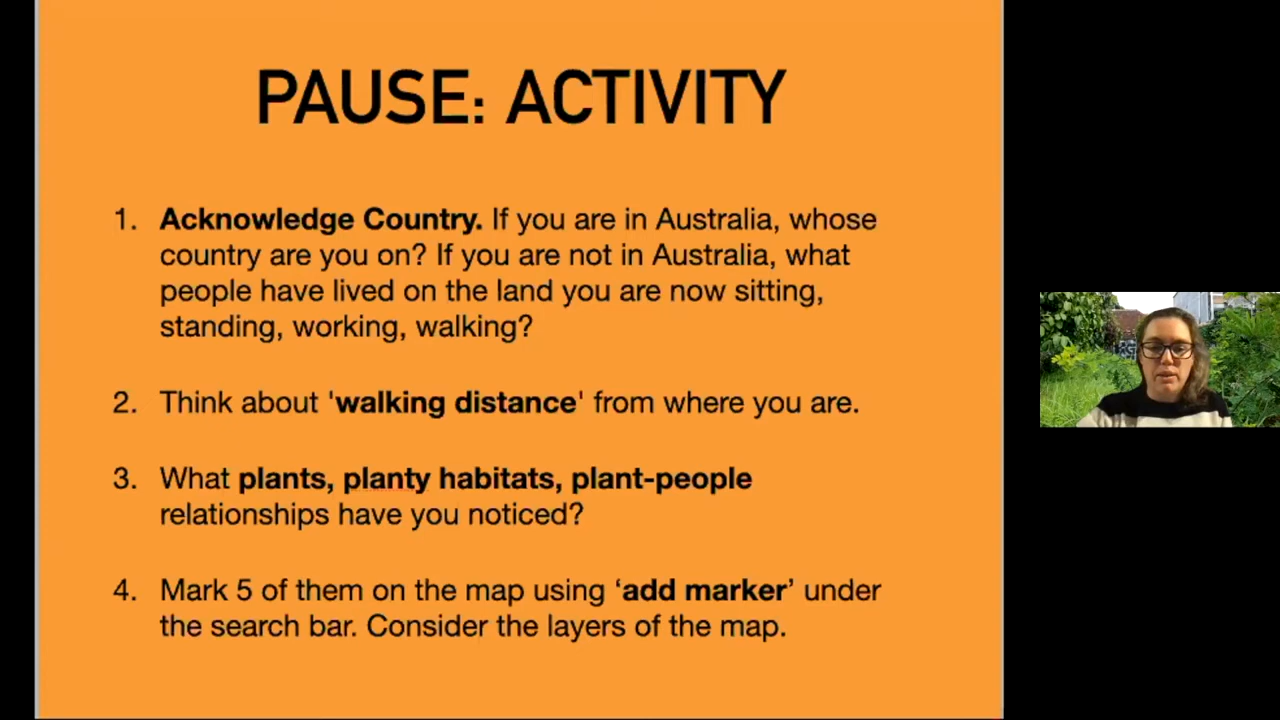 PAUSE: ACTIVITY
1. Acknowledge Country. If you are in Australia, whose
country are you on? If you are not in Australia, what
people have lived on the land you are now sitting,
standing, working, walking?
2. Think about 'walking distance' from where you are.
3. What plants, planty habitats, plant-people
relationships have you noticed?
4. Mark 5 of them on the map using ‘add marker’ under
the search bar. Consider the layers of the map.